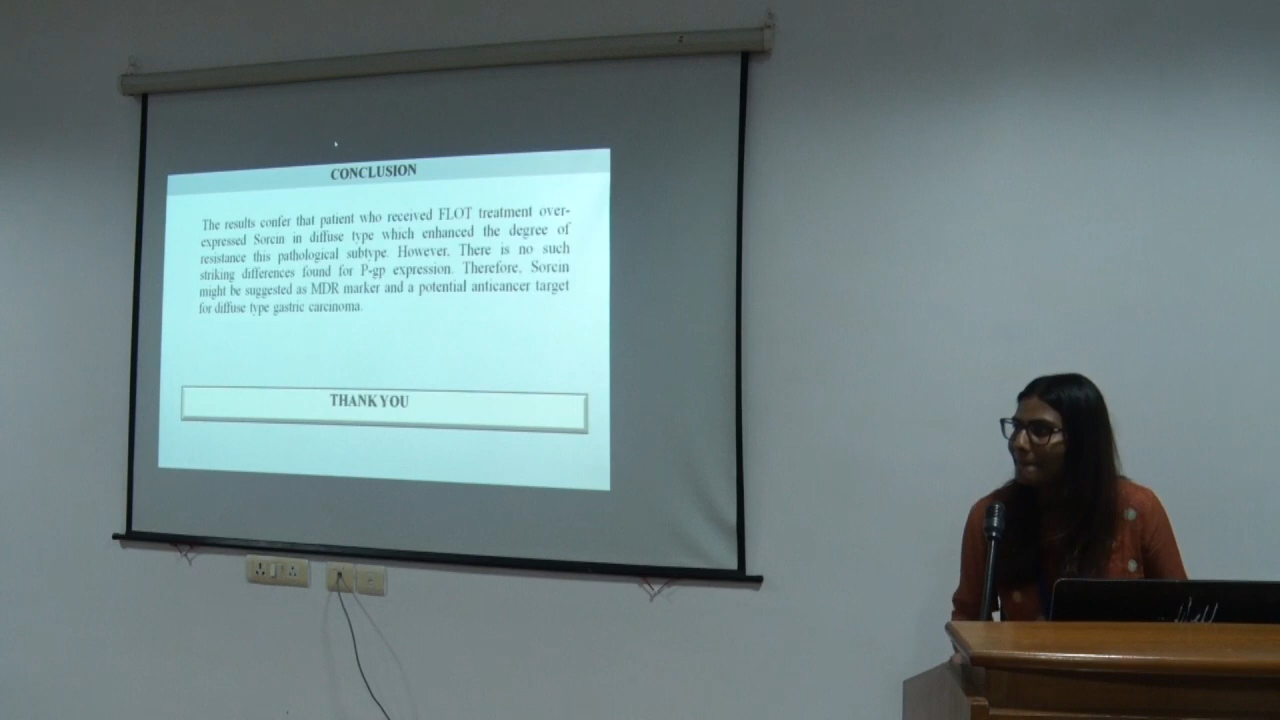 CONCLUSION
The results confer that patient who received FLOT treatment over-
expressed Sorcin in diffuse type which enhanced the degree of
resistance this pathological subtype. However, There is no such
striking differences found for P-gp expression. Therefore, Sorcin
might be suggested as MDR marker and a potential anticancer target
for diffuse type gastric carcinoma.
THANK YOU